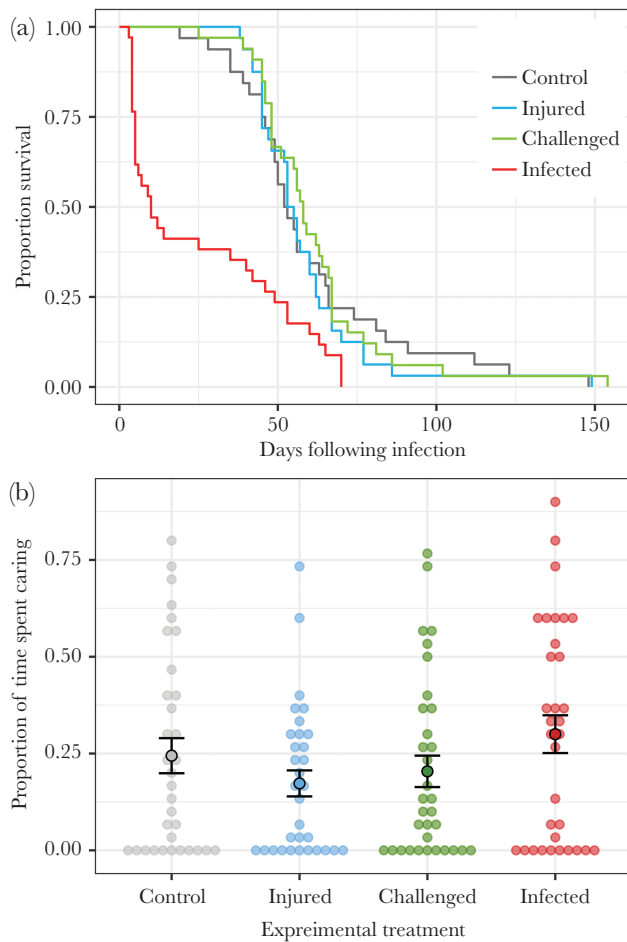 (a)
1.00
0.75
0.50
0.25
0.00
Proportion survival
Control
Injured
Challenged
Infected
0
50
100
150
Days following infection
(b)
0.75
0.50
0.25
0.00
Proportion of time spent caring
Control
Injured
Challenged
Infected
Expreimental treatment